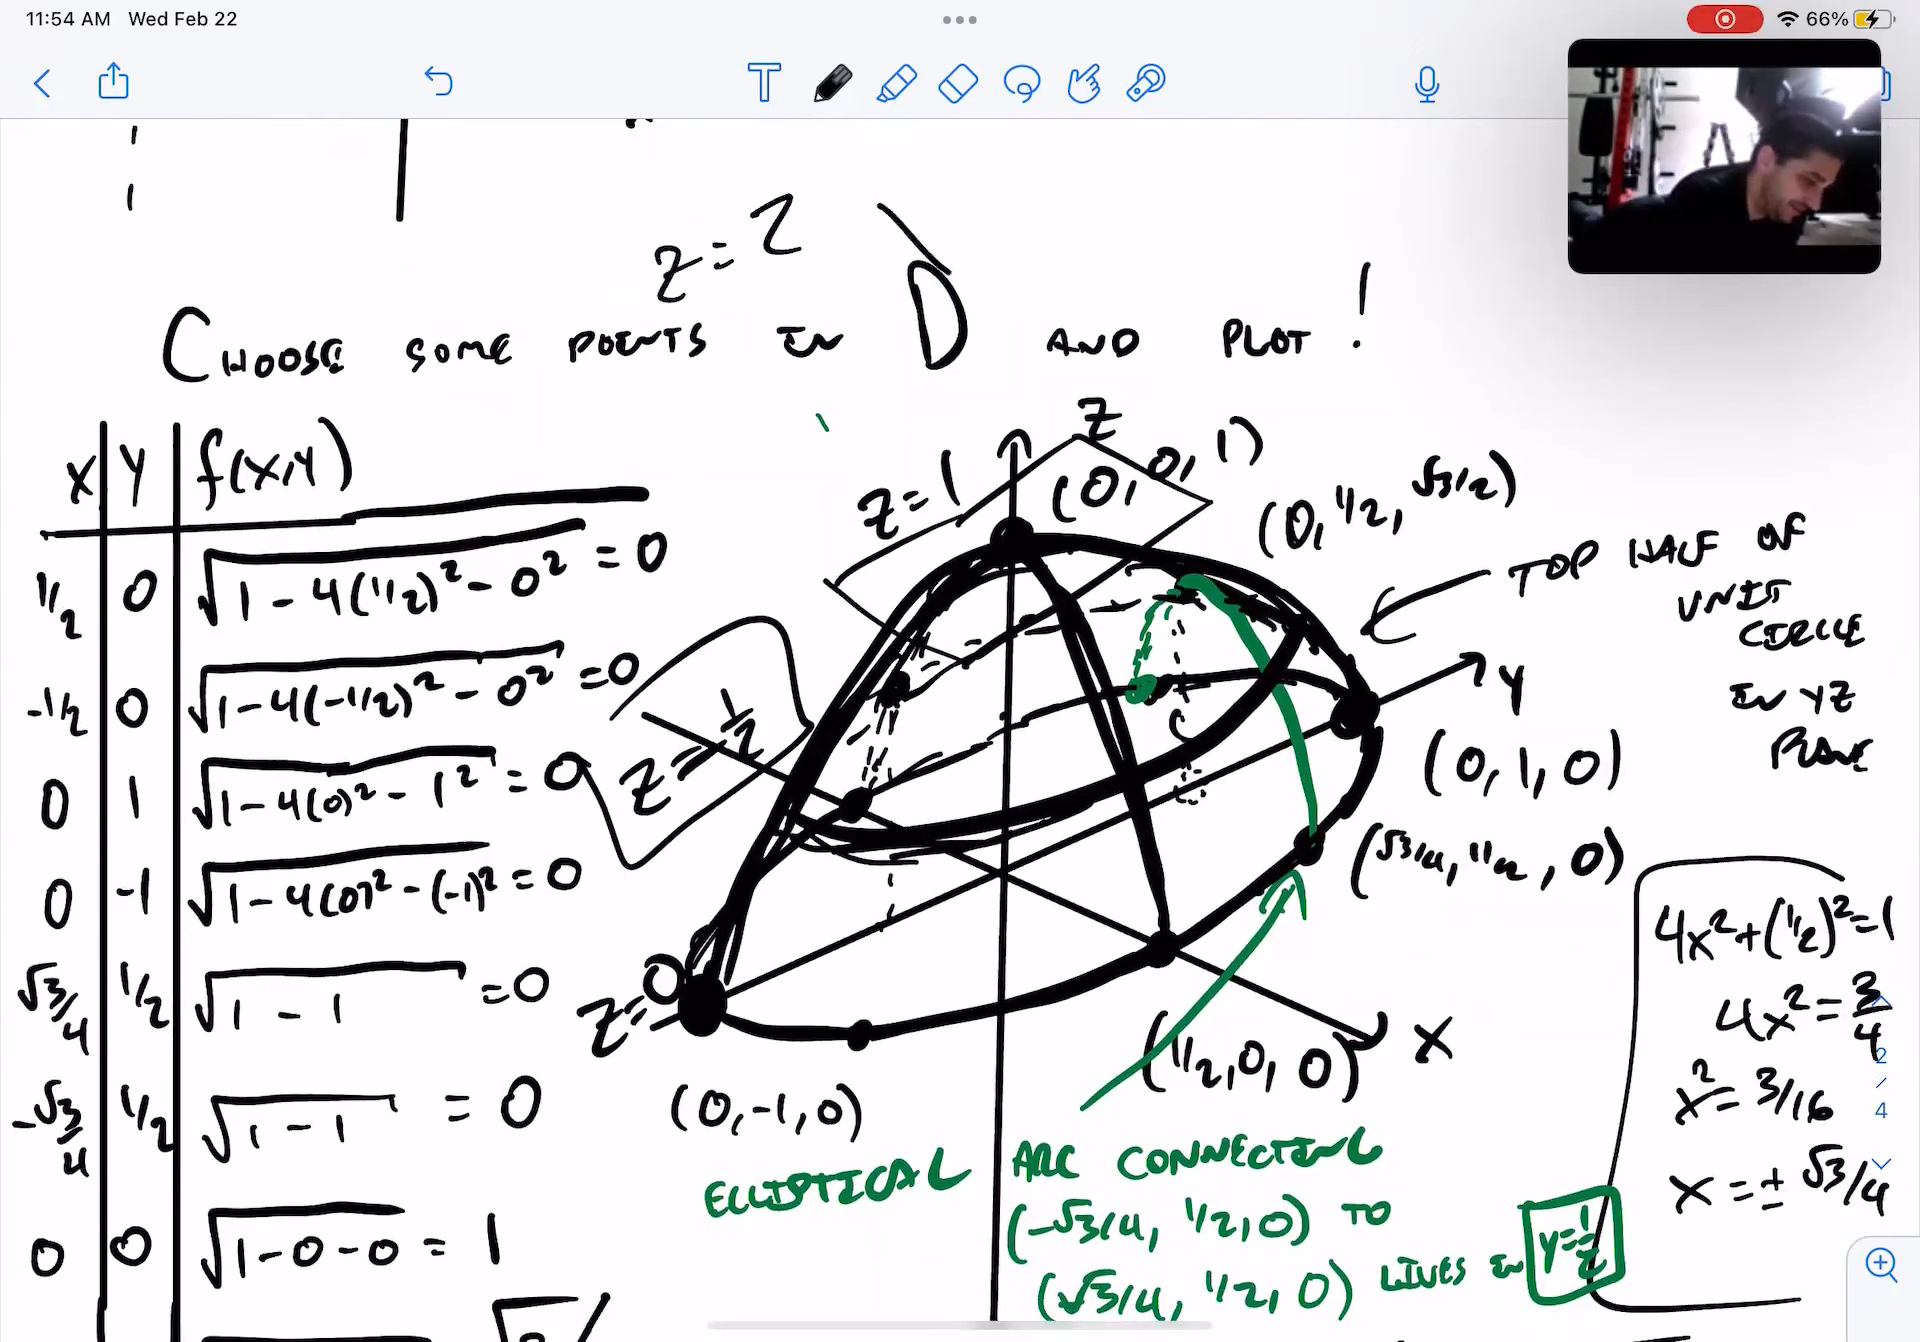 11:54 AM Wed Feb 22
66%
T
z = 2
CHOOSE SOME POINTS IN D AND PLOT!
x y f(x,y)
1/2 0 √(1 - 4(1/2)² - 0²) = 0
-1/2 0 √(1 - 4(-1/2)² - 0²) = 0
0 1 √(1 - 4(0)² - 1²) = 0
0 -1 √(1 - 4(0)² - (-1)² = 0
√3/4 1/2 √(1 - 1) = 0
-√3/4 1/2 √(1 - 1) = 0
0 0 √(1 - 0 - 0) = 1
z
z = 1
(0, 0, 1)
(0, 1/2, √3/2)
TOP HALF OF
UNIT
CIRCLE
IN YZ
PLANE
y
z = 1/2
(0, 1, 0)
(√3/4, 1/2, 0)
z = 0
x
(1/2, 0, 0)
(0, -1, 0)
4x² + (1/2)² = 1
4x² = 3/4
x² = 3/16
x = ± √3/4
2 / 4
ELLIPTICAL ARC CONNECTING
(-√3/4, 1/2, 0) TO
(√3/4, 1/2, 0) LIVES IN y = 1/2